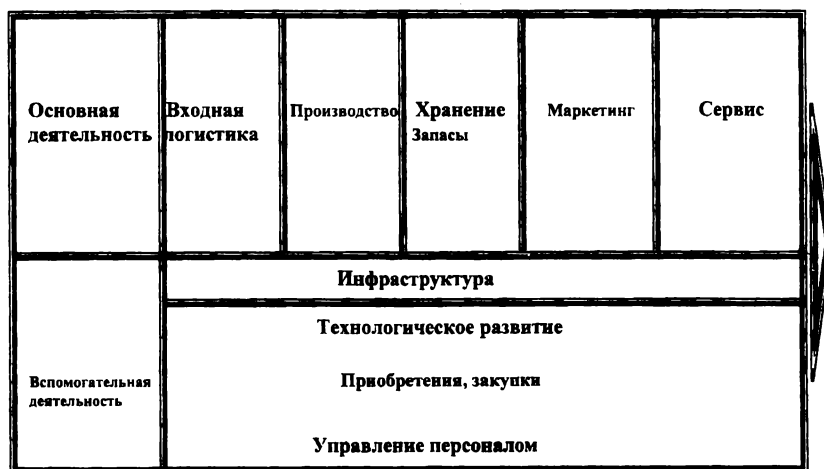 Основная
деятельность
Входная
логистика
Производство
Хранение
Запасы
Маркетинг
Сервис
Инфраструктура
Технологическое развитие
Вспомогательная
деятельность
Приобретения, закупки
Управление персоналом